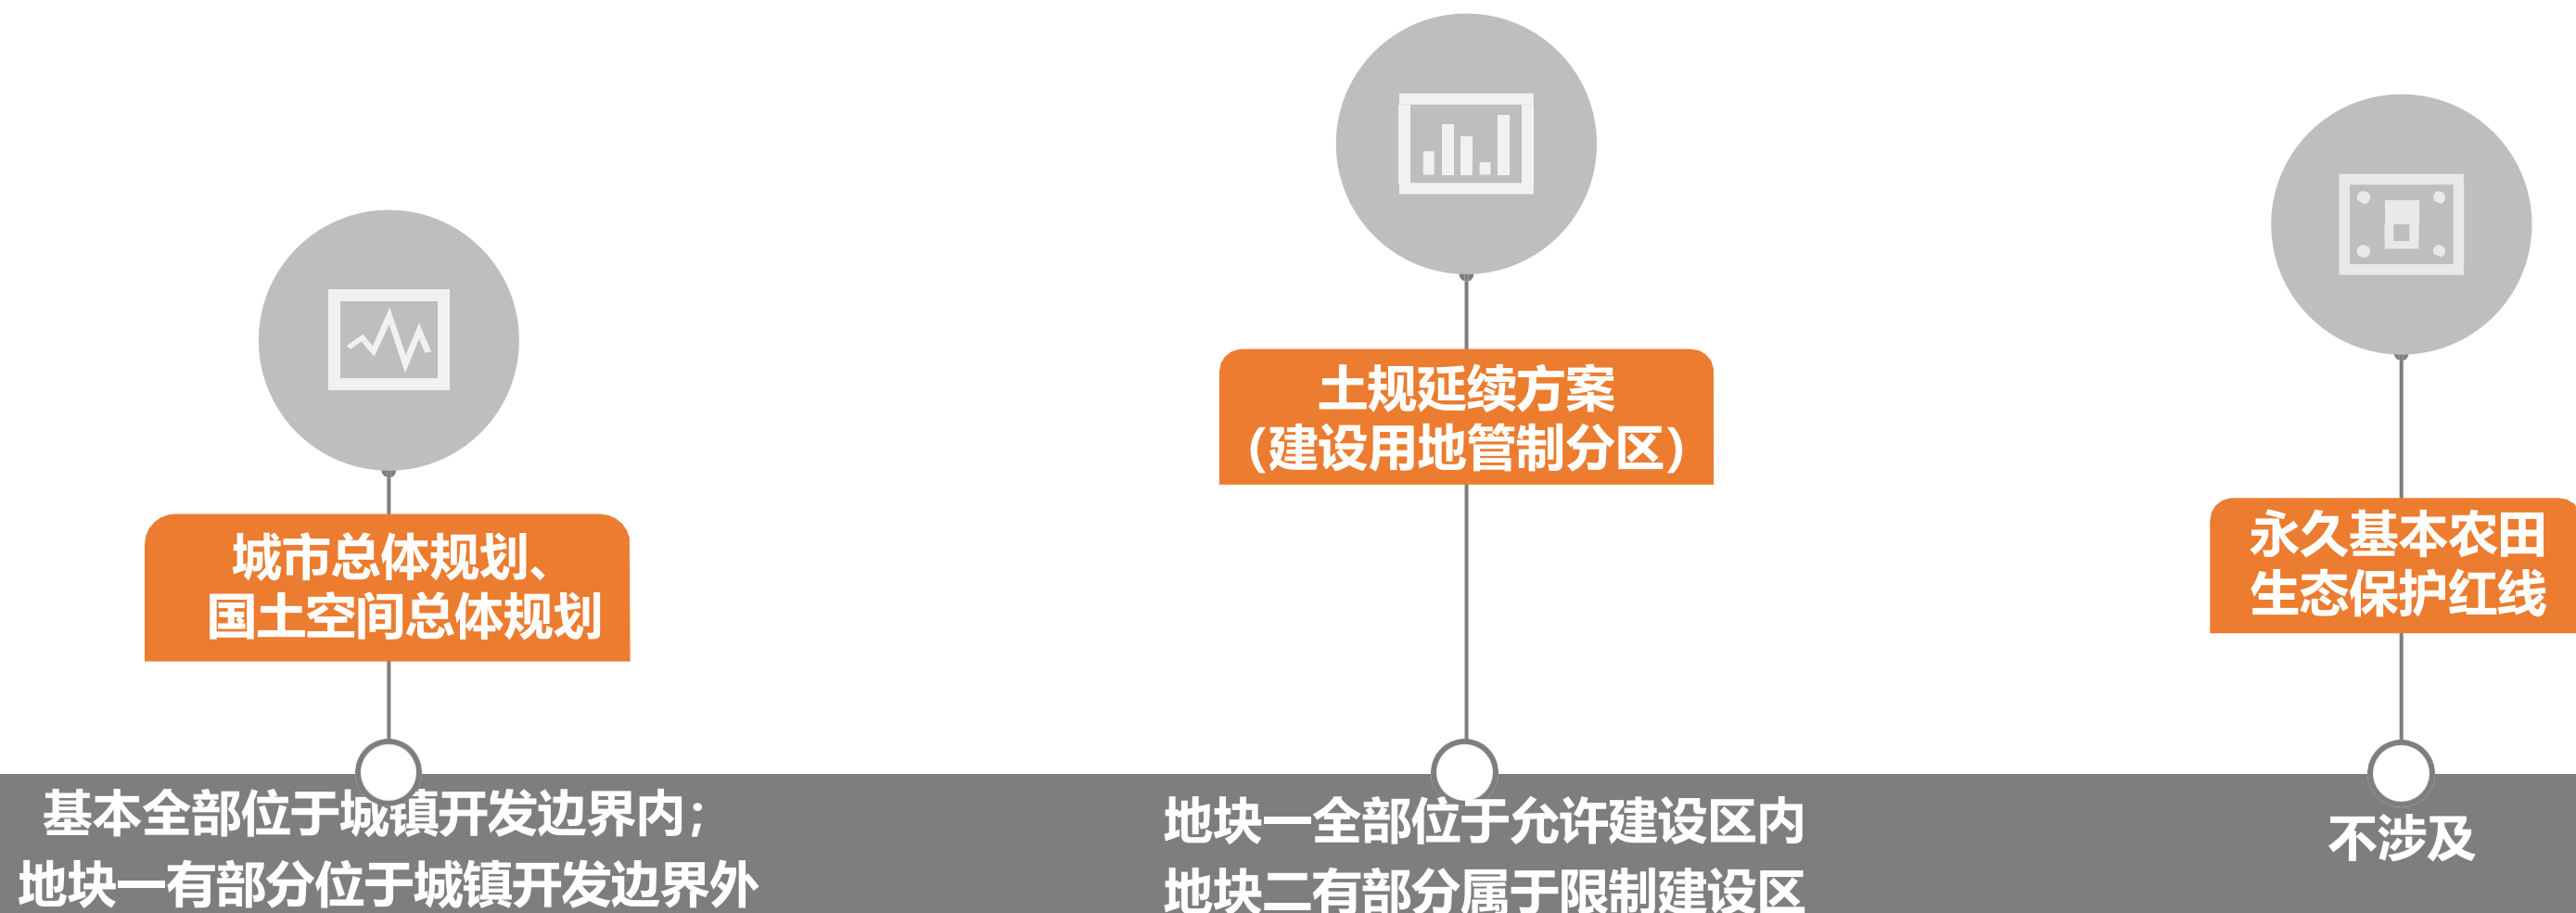 城市总体规划、
国土空间总体规划
基本全部位于城镇开发边界内；
地块一有部分位于城镇开发边界外
土规延续方案
（建设用地管制分区）
地块一全部位于允许建设区内
地块二有部分属于限制建设区
永久基本农田
生态保护红线
不涉及